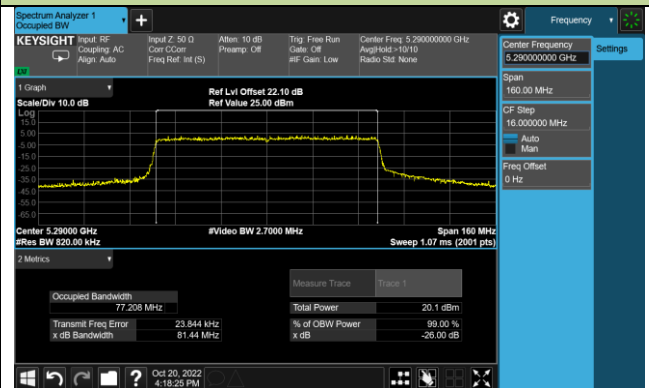 Spectrum Analyzer 1
Occupied BW
+
Frequency
KEYSIGHT
Input: RF
Coupling: AC
Align: Auto
Input Z: 50 Ω
Corr CCorr
Freq Ref: Int (S)
Atten: 10 dB
Preamp: Off
Trig: Free Run
Gate: Off
#IF Gain: Low
Center Freq: 5.290000000 GHz
Avg|Hold:>10/10
Radio Std: None
Center Frequency
5.290000000 GHz
Settings
Span
160.00 MHz
CF Step
16.000000 MHz
Auto
Man
Freq Offset
0 Hz
1 Graph
Scale/Div 10.0 dB
Ref Lvl Offset 22.10 dB
Ref Value 25.00 dBm
Log
15.0
5.00
-5.00
-15.0
-25.0
-35.0
-45.0
-55.0
-65.0
Center 5.29000 GHz
#Video BW 2.7000 MHz
Span 160 MHz
#Res BW 820.00 kHz
Sweep 1.07 ms (2001 pts)
2 Metrics
Measure Trace
Trace 1
Occupied Bandwidth
77.208 MHz
Total Power
20.1 dBm
Transmit Freq Error
23.844 kHz
% of OBW Power
99.00 %
x dB Bandwidth
81.44 MHz
x dB
-26.00 dB
?
Oct 20, 2022
4:18:25 PM